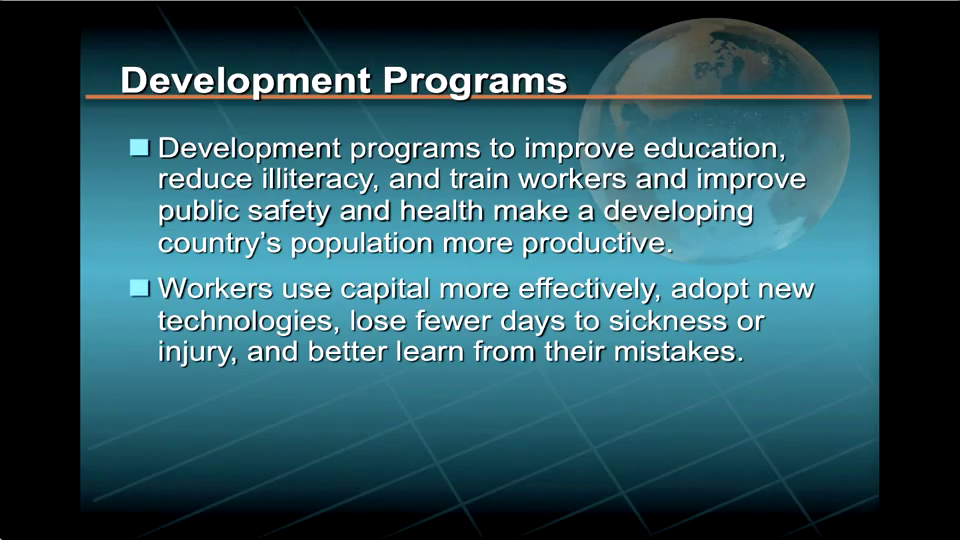 Development Programs
Development programs to improve education,
reduce illiteracy, and train workers and improve
public safety and health make a developing
country’s population more productive.
Workers use capital more effectively, adopt new
technologies, lose fewer days to sickness or
injury, and better learn from their mistakes.